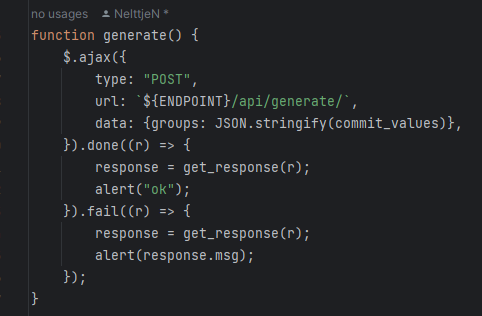 no usages NelttjeN *
function generate() {
    $.ajax({
        type: "POST",
        url: `${ENDPOINT}/api/generate/`,
        data: {groups: JSON.stringify(commit_values)},
    }).done((r) => {
        response = get_response(r);
        alert("ok");
    }).fail((r) => {
        response = get_response(r);
        alert(response.msg);
    });
}